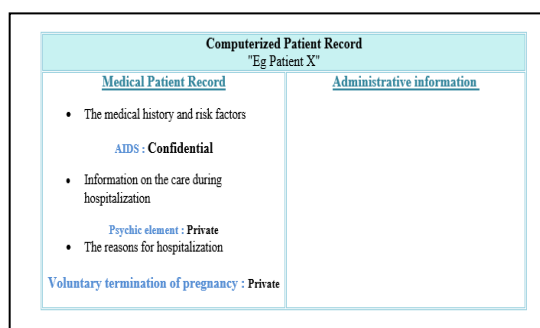 Computerized Patient Record
"Eg Patient X"
Medical Patient Record
• The medical history and risk factors
AIDS : Confidential
• Information on the care during
hospitalization
Psychic element : Private
• The reasons for hospitalization
Voluntary termination of pregnancy : Private
Administrative information